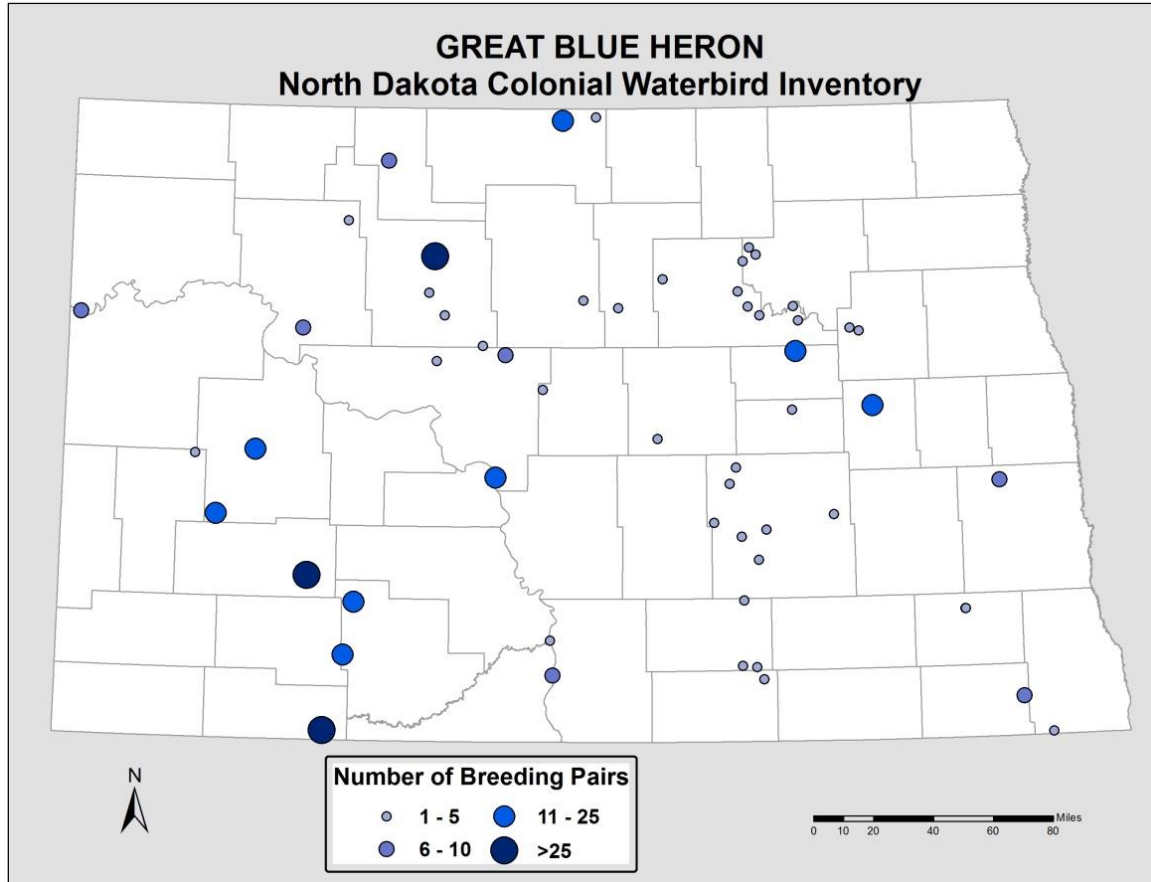 GREAT BLUE HERON
North Dakota Colonial Waterbird Inventory
N
Number of Breeding Pairs
1 - 5
11 - 25
6 - 10
>25
Miles
0 10 20 40 60 80